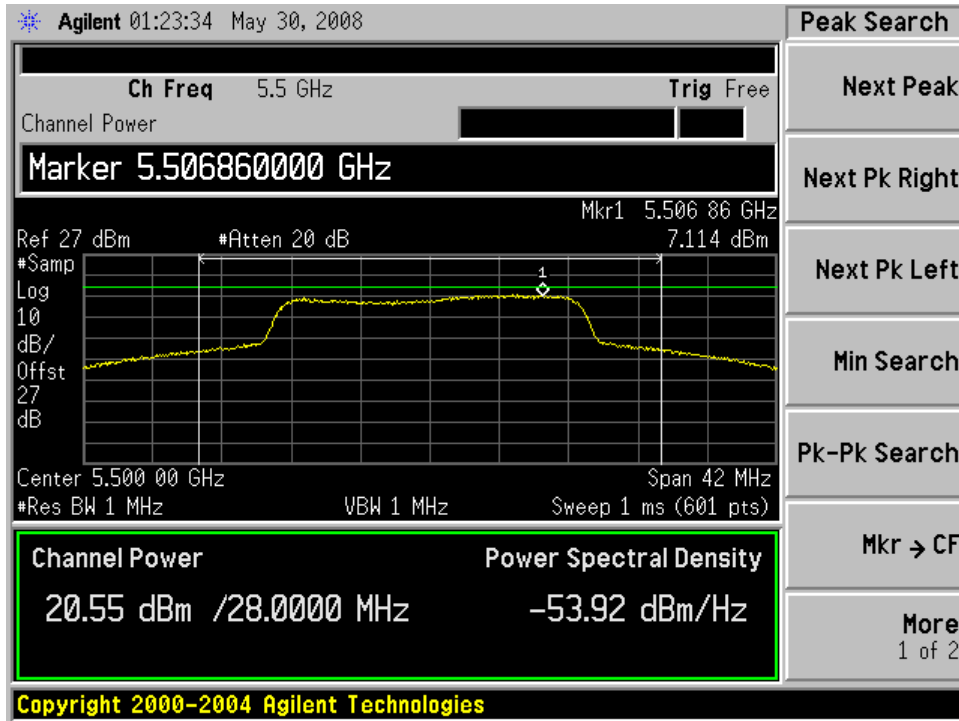 Agilent 01:23:34 May 30, 2008
Peak Search
Ch Freq 5.5 GHz Trig Free
Channel Power
Marker 5.506860000 GHz
Mkr1 5.506 86 GHz
Ref 27 dBm #Atten 20 dB 7.114 dBm
#Samp
Log
10
dB/
Offst
27
dB
1
Center 5.500 00 GHz Span 42 MHz
#Res BW 1 MHz VBW 1 MHz Sweep 1 ms (601 pts)
Channel Power Power Spectral Density
20.55 dBm /28.0000 MHz -53.92 dBm/Hz
Next Peak
Next Pk Right
Next Pk Left
Min Search
Pk-Pk Search
Mkr → CF
More
1 of 2
Copyright 2000-2004 Agilent Technologies